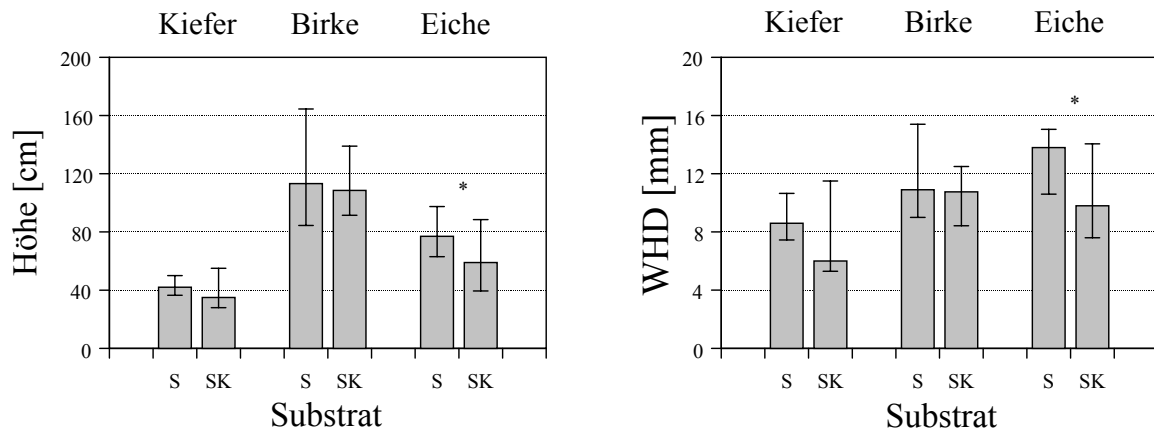 Kiefer Birke Eiche
200
160
120
80
40
0
Höhe [cm]
*
S SK S SK S SK
Substrat
Kiefer Birke Eiche
20
16
12
8
4
0
WHD [mm]
*
S SK S SK S SK
Substrat